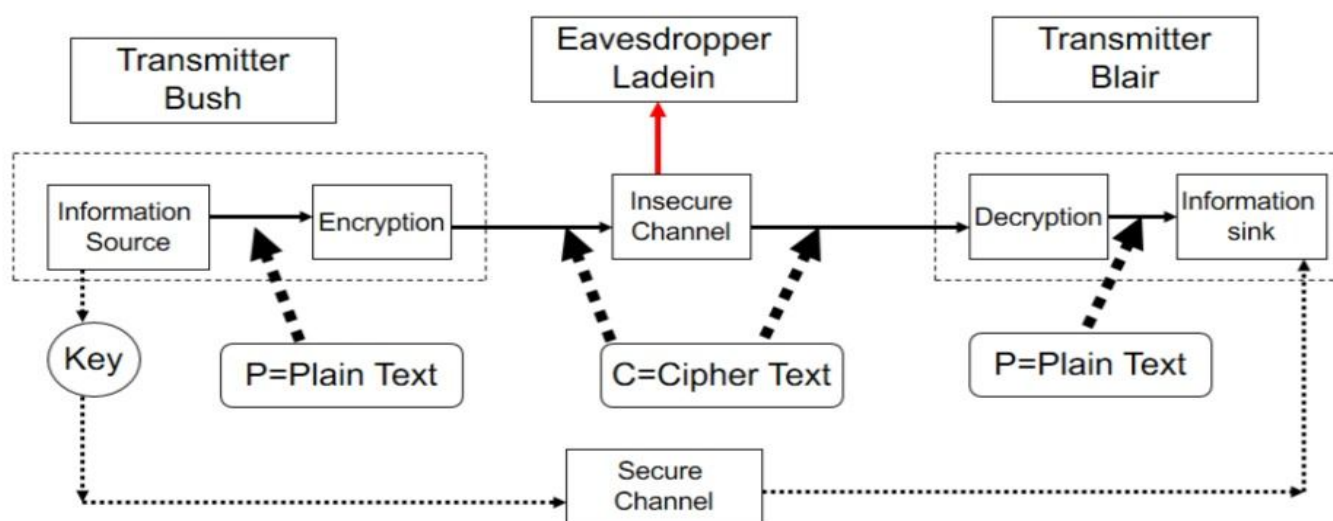 Transmitter
Bush
Eavesdropper
Ladein
Transmitter
Blair
Information
Source
Encryption
Insecure
Channel
Decryption
Information
sink
Key
P=Plain Text
C=Cipher Text
P=Plain Text
Secure
Channel